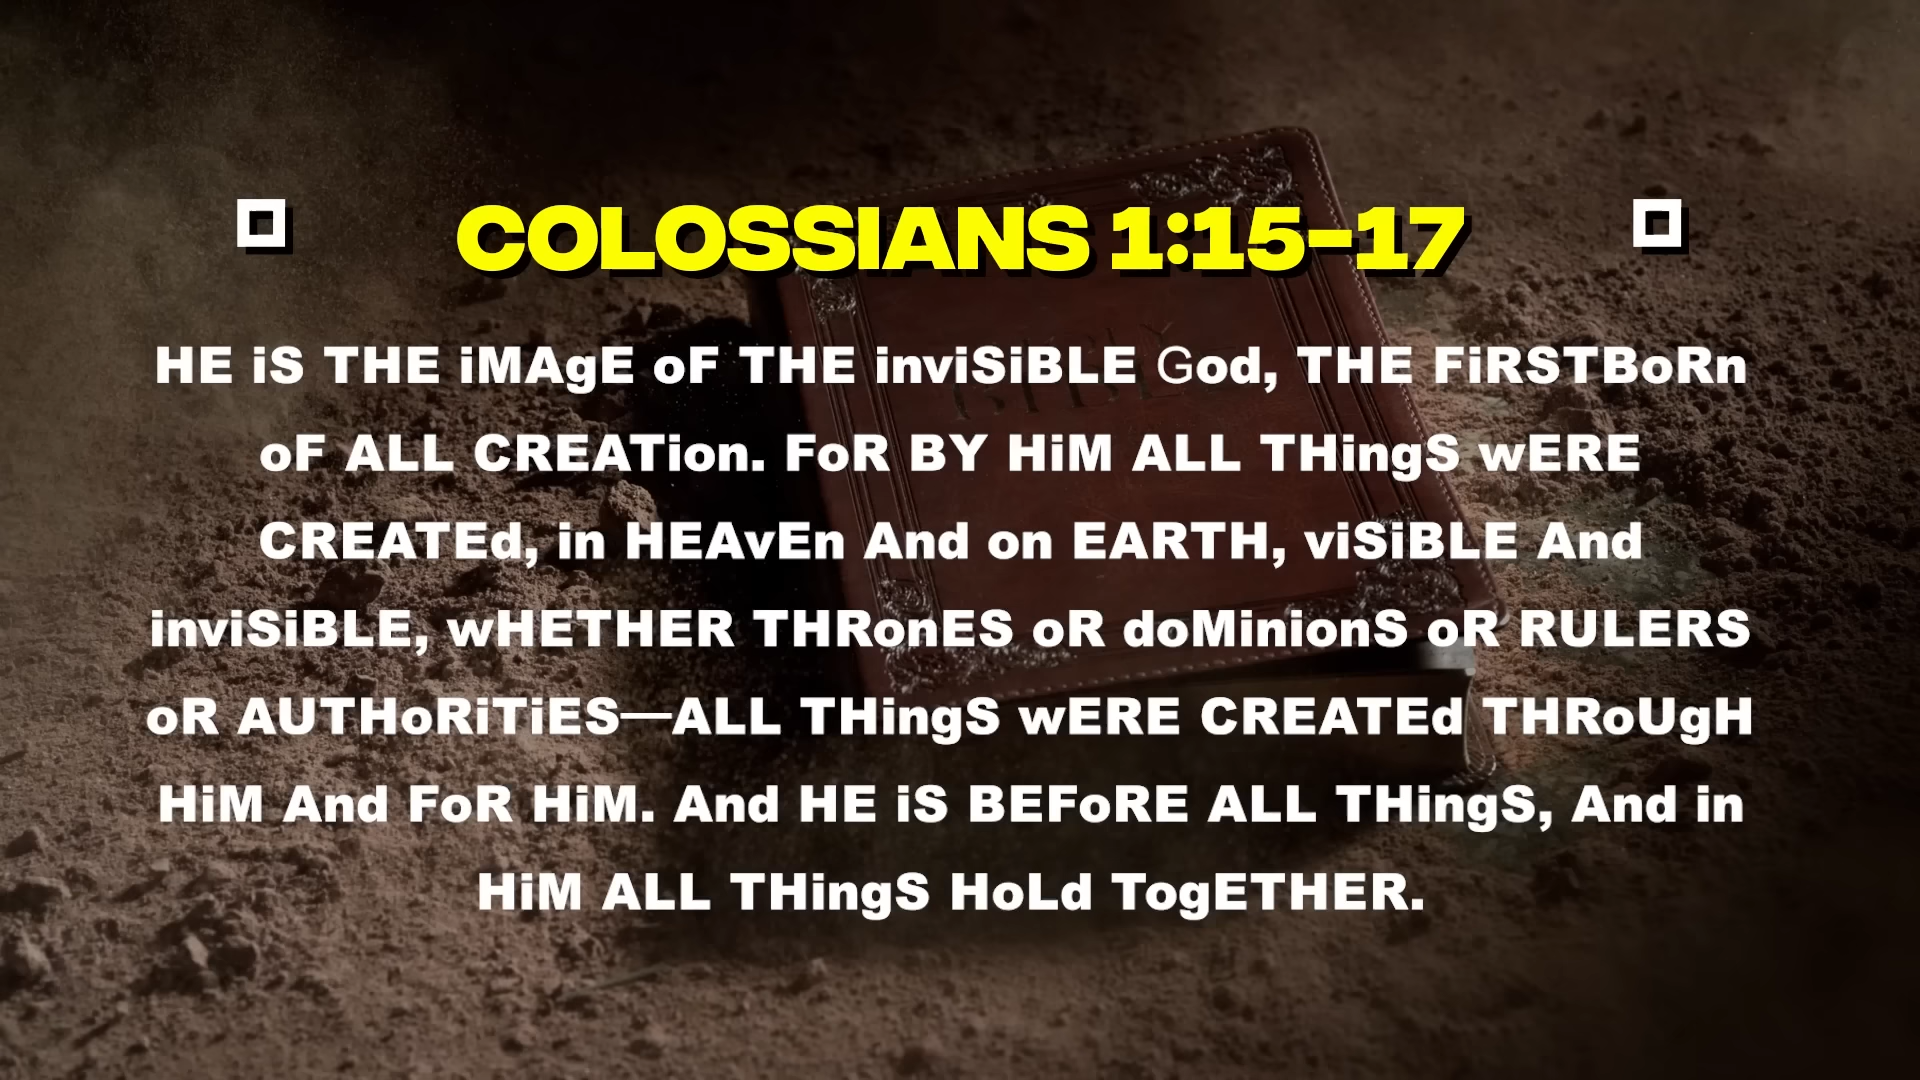 COLOSSIANS 1:15-17
HE iS THE iMAgE oF THE inviSiBLE God, THE FiRSTBoRn
oF ALL CREATion. FoR BY HiM ALL THingS wERE
CREATEd, in HEAvEn And on EARTH, viSiBLE And
inviSiBLE, wHETHER THRonES oR doMinionS oR RULERS
oR AUTHoRiTiES—ALL THingS wERE CREATEd THRoUgH
HiM And FoR HiM. And HE iS BEFoRE ALL THingS, And in
HiM ALL THingS HoLd TogETHER.